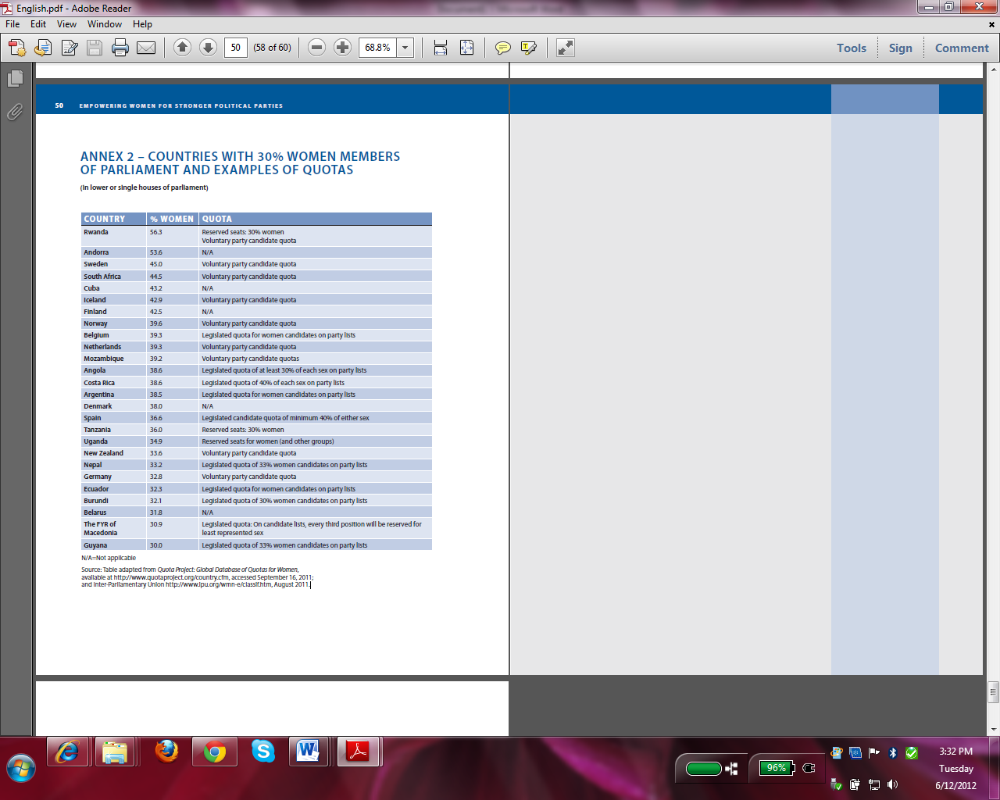 English.pdf - Adobe Reader
File Edit View Window Help
50 (58 of 60) 68.8% Tools Sign Comment
50 EMPOWERING WOMEN FOR STRONGER POLITICAL PARTIES
ANNEX 2 – COUNTRIES WITH 30% WOMEN MEMBERS
OF PARLIAMENT AND EXAMPLES OF QUOTAS
(in lower or single houses of parliament)
COUNTRY % WOMEN QUOTA
Rwanda 56.3 Reserved seats: 30% women
Voluntary party candidate quota
Andorra 53.6 N/A
Sweden 45.0 Voluntary party candidate quota
South Africa 44.5 Voluntary party candidate quota
Cuba 43.2 N/A
Iceland 42.9 Voluntary party candidate quota
Finland 42.5 N/A
Norway 39.6 Voluntary party candidate quota
Belgium 39.3 Legislated quota for women candidates on party lists
Netherlands 39.3 Voluntary party candidate quota
Mozambique 39.2 Voluntary party candidate quotas
Angola 38.6 Legislated quota of at least 30% of each sex on party lists
Costa Rica 38.6 Legislated quota of 40% of each sex on party lists
Argentina 38.5 Legislated quota for women candidates on party lists
Denmark 38.0 N/A
Spain 36.6 Legislated candidate quota of minimum 40% of either sex
Tanzania 36.0 Reserved seats: 30% women
Uganda 34.9 Reserved seats for women (and other groups)
New Zealand 33.6 Voluntary party candidate quota
Nepal 33.2 Legislated quota of 33% women candidates on party lists
Germany 32.8 Voluntary party candidate quota
Ecuador 32.3 Legislated quota for women candidates on party lists
Burundi 32.1 Legislated quota of 30% women candidates on party lists
Belarus 31.8 N/A
The FYR of 30.9 Legislated quota: On candidate lists, every third position will be reserved for
Macedonia least represented sex
Guyana 30.0 Legislated quota of 33% women candidates on party lists
N/A=Not applicable
Source: Table adapted from Quota Project: Global Database of Quotas for Women,
available at http://www.quotaproject.org/country.cfm, accessed September 16, 2011;
and Inter-Parliamentary Union http://www.ipu.org/wmn-e/classif.htm, August 2011.
96%
3:32 PM
Tuesday
6/12/2012